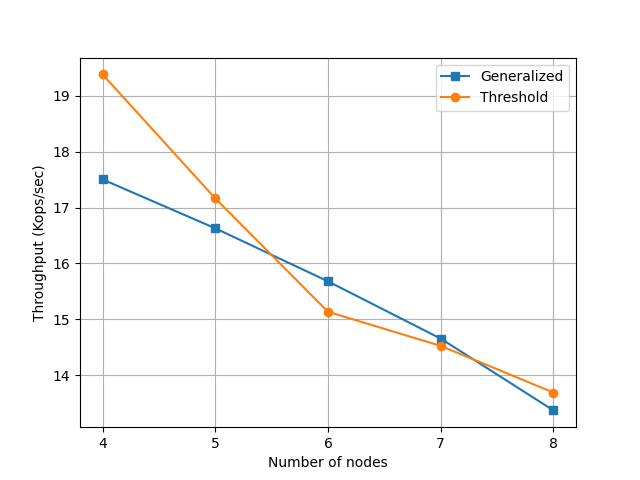 Generalized
Threshold
Throughput (Kops/sec)
19
18
17
16
15
14
4 5 6 7 8
Number of nodes